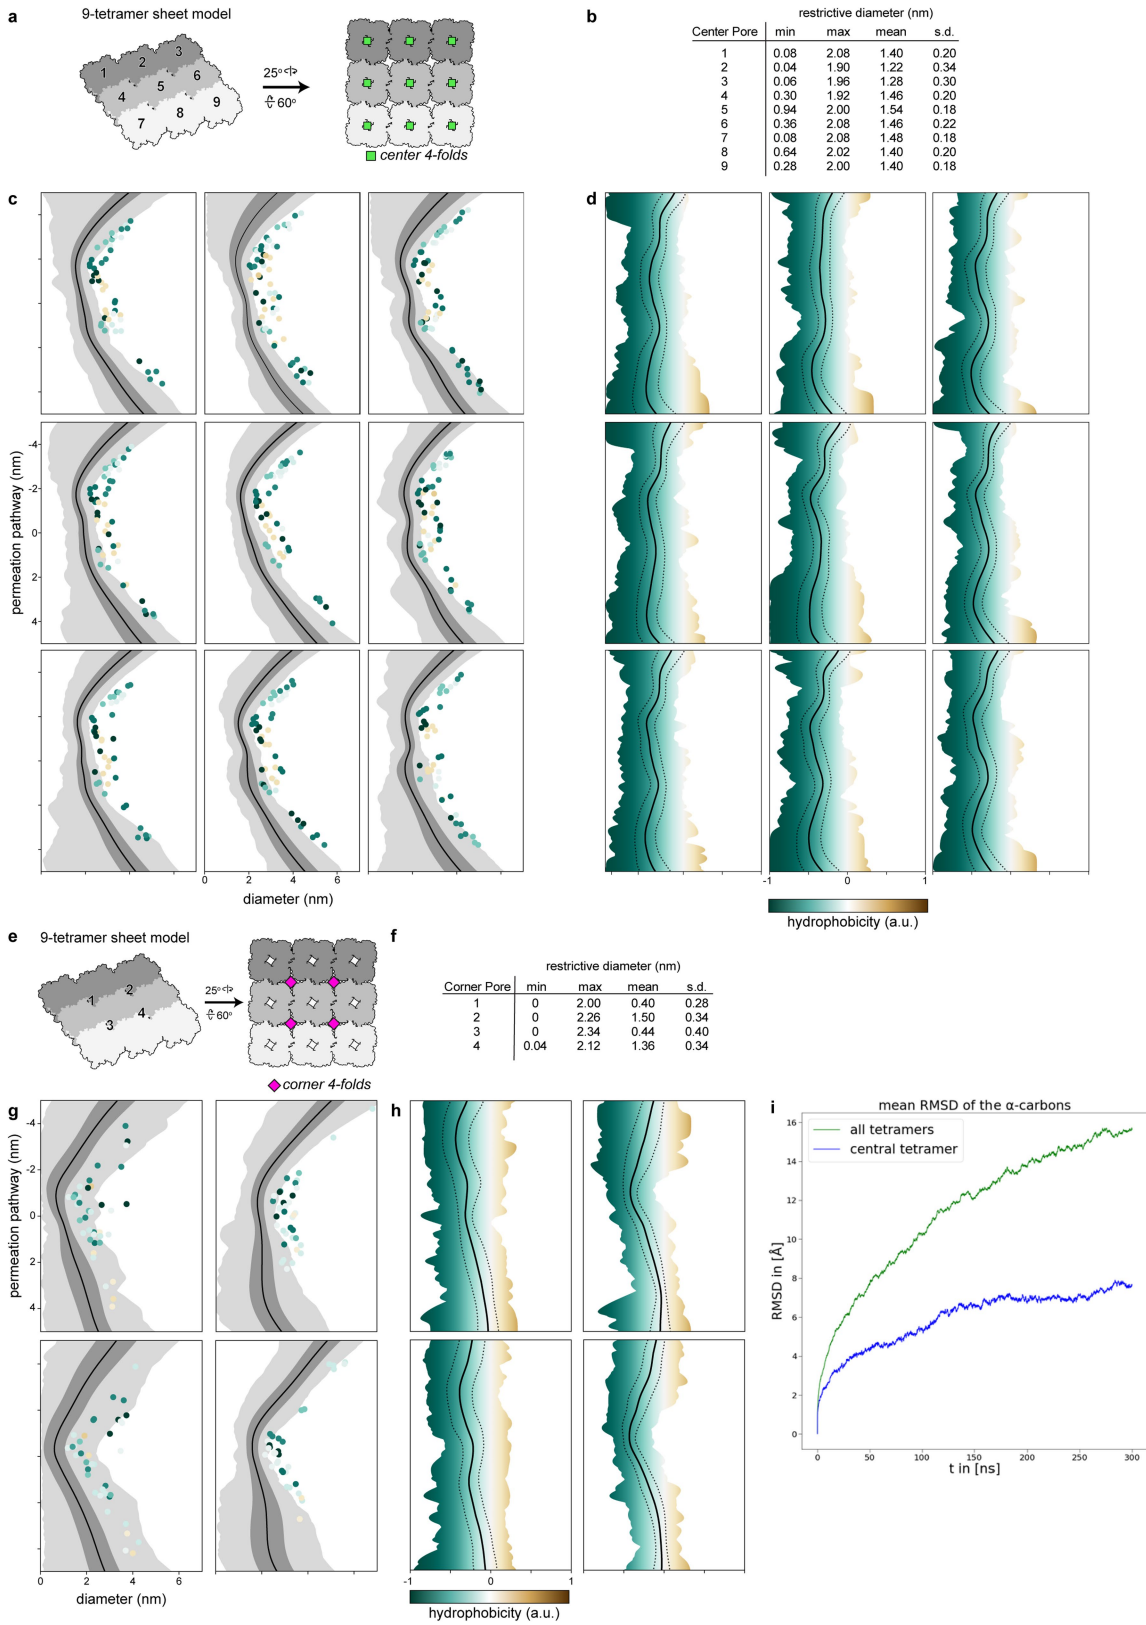 a
9-tetramer sheet model
1 2 3
4 5 6
7 8 9
25°
60°
center 4-folds
b
restrictive diameter (nm)
Center Pore min max mean s.d.
1 0.08 2.08 1.40 0.20
2 0.04 1.90 1.22 0.34
3 0.06 1.96 1.28 0.30
4 0.30 1.92 1.46 0.20
5 0.94 2.00 1.54 0.18
6 0.36 2.08 1.46 0.22
7 0.08 2.08 1.48 0.18
8 0.64 2.02 1.40 0.20
9 0.28 2.00 1.40 0.18
c
permeation pathway (nm)
-4
-2
0
2
4
0 2 4 6
diameter (nm)
d
-1 0 1
hydrophobicity (a.u.)
e
9-tetramer sheet model
1 2
3 4
25°
60°
corner 4-folds
f
restrictive diameter (nm)
Corner Pore min max mean s.d.
1 0 2.00 0.40 0.28
2 0 2.26 1.50 0.34
3 0 2.34 0.44 0.40
4 0.04 2.12 1.36 0.34
g
permeation pathway (nm)
-4
-2
0
2
4
0 2 4 6
diameter (nm)
h
-1 0 1
hydrophobicity (a.u.)
i
mean RMSD of the α-carbons
all tetramers
central tetramer
RMSD in [Å]
16
14
12
10
8
6
4
2
0
0 50 100 150 200 250 300
t in [ns]